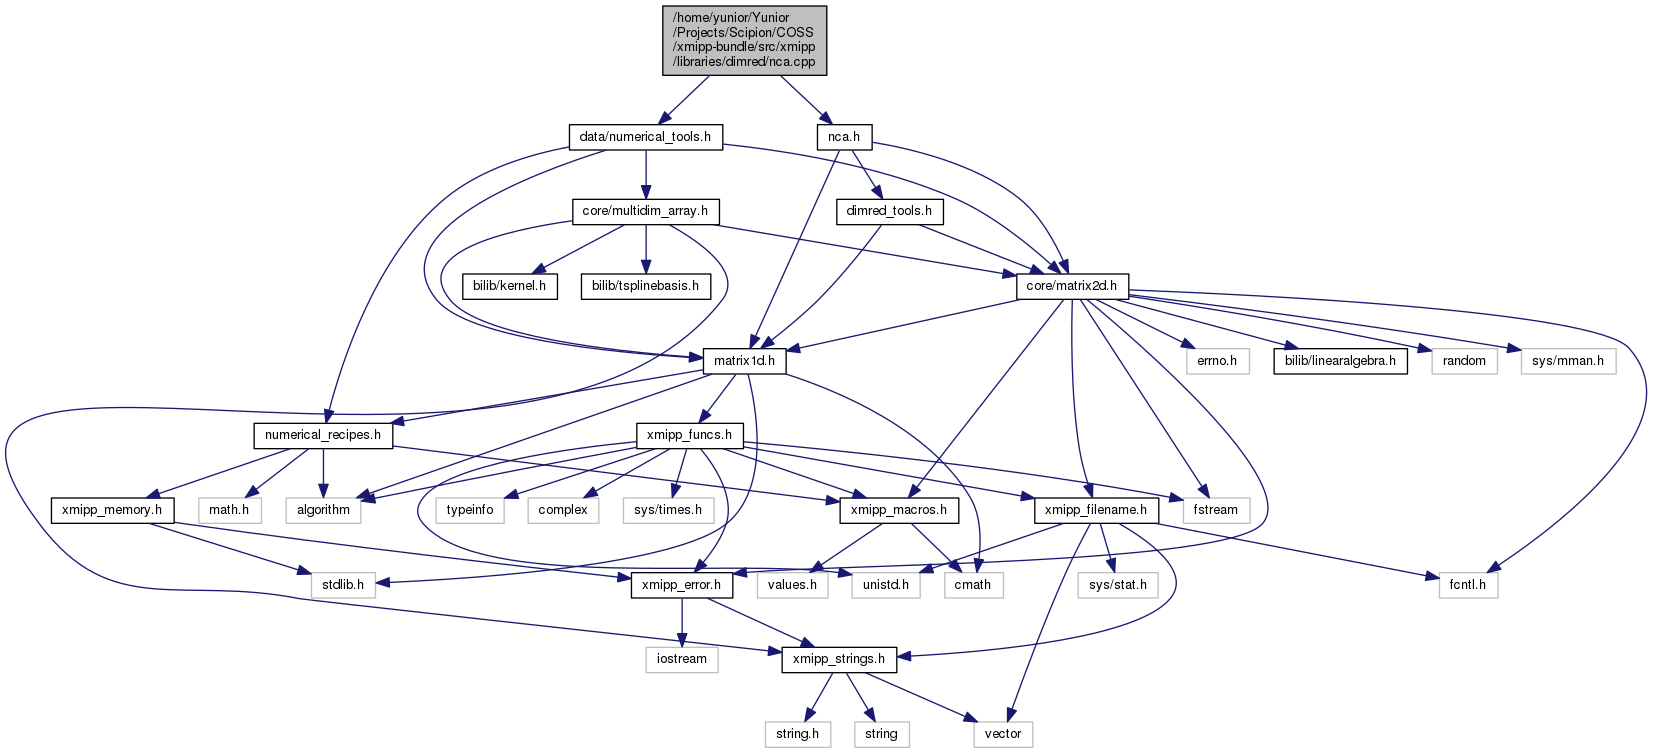 /home/yunior/Yunior
/Projects/Scipion/COSS
/xmipp-bundle/src/xmipp
/libraries/dimred/nca.cpp
data/numerical_tools.h
nca.h
core/multidim_array.h
dimred_tools.h
bilib/kernel.h
bilib/tsplinebasis.h
core/matrix2d.h
matrix1d.h
errno.h
bilib/linearalgebra.h
random
sys/mman.h
numerical_recipes.h
xmipp_funcs.h
xmipp_memory.h
math.h
algorithm
typeinfo
complex
sys/times.h
xmipp_macros.h
xmipp_filename.h
fstream
stdlib.h
xmipp_error.h
values.h
unistd.h
cmath
sys/stat.h
fcntl.h
iostream
xmipp_strings.h
string.h
string
vector